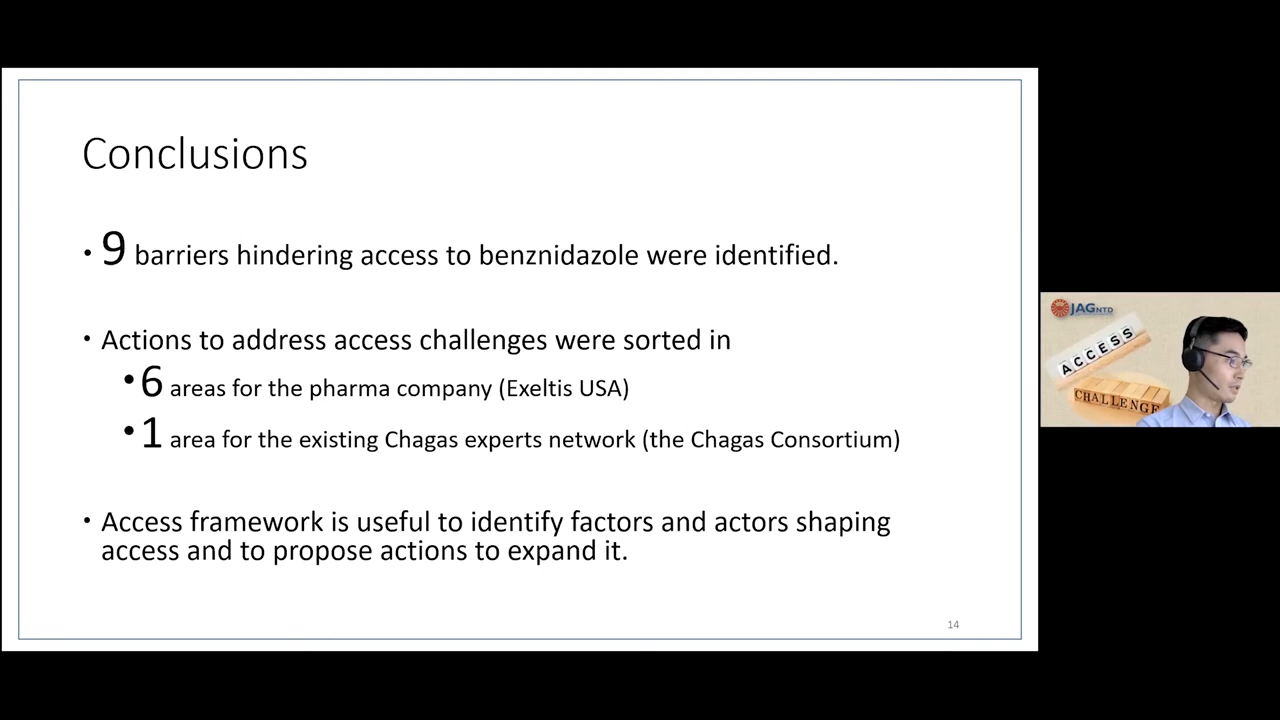 Conclusions
• 9 barriers hindering access to benznidazole were identified.
• Actions to address access challenges were sorted in
• 6 areas for the pharma company (Exeltis USA)
• 1 area for the existing Chagas experts network (the Chagas Consortium)
• Access framework is useful to identify factors and actors shaping
access and to propose actions to expand it.
14
JAGNTD
ACCESS
CHALLENGE